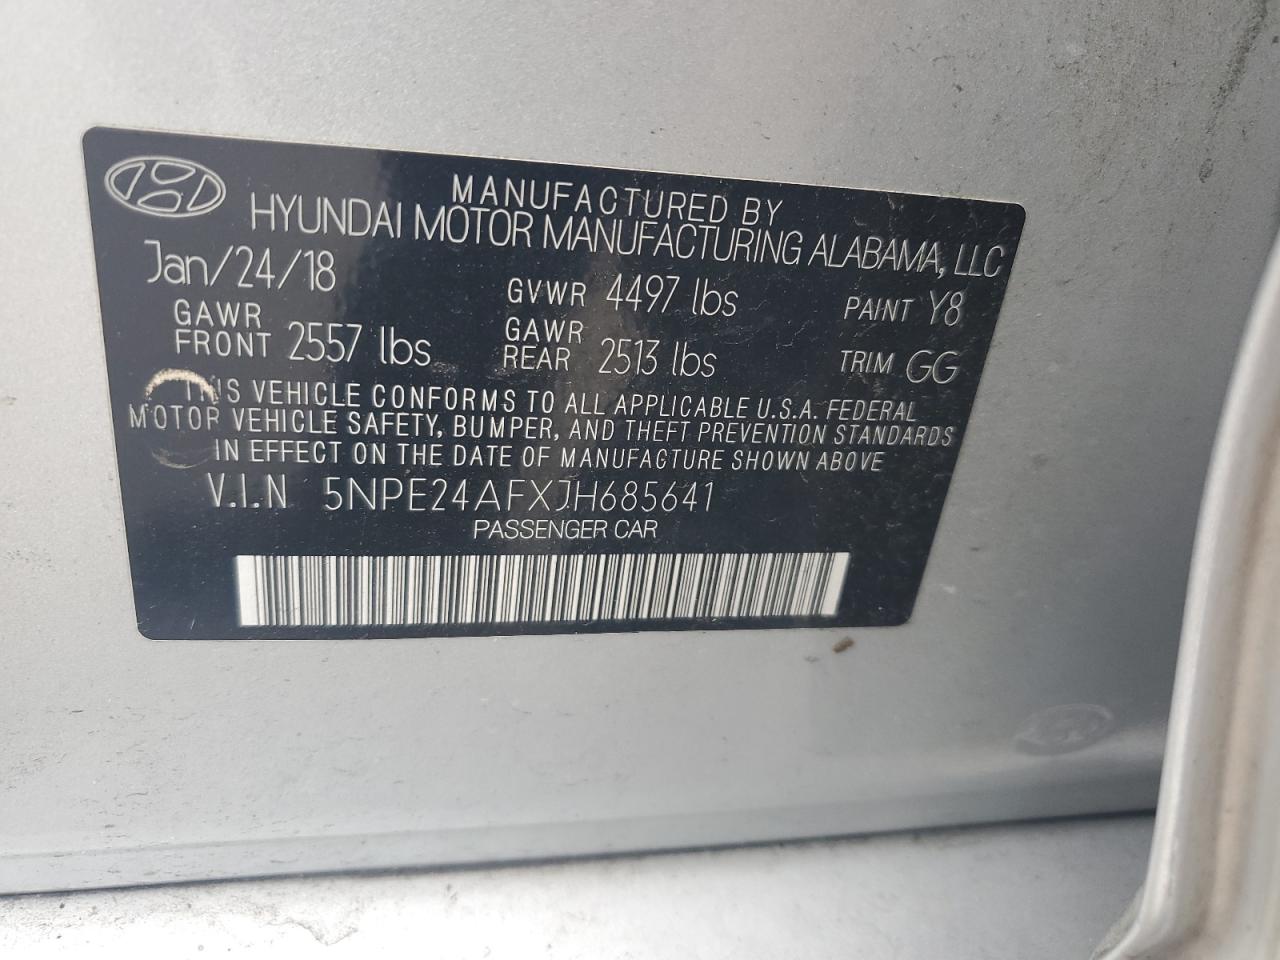 MANUFACTURED BY
HYUNDAI MOTOR MANUFACTURING ALABAMA, LLC
Jan/24/18 GVWR 4497 lbs PAINT Y8
GAWR FRONT 2557 lbs GAWR REAR 2513 lbs TRIM GG
THIS VEHICLE CONFORMS TO ALL APPLICABLE U.S.A. FEDERAL
MOTOR VEHICLE SAFETY, BUMPER, AND THEFT PREVENTION STANDARDS
IN EFFECT ON THE DATE OF MANUFACTURE SHOWN ABOVE
V.I.N 5NPE24AFXJH685641
PASSENGER CAR